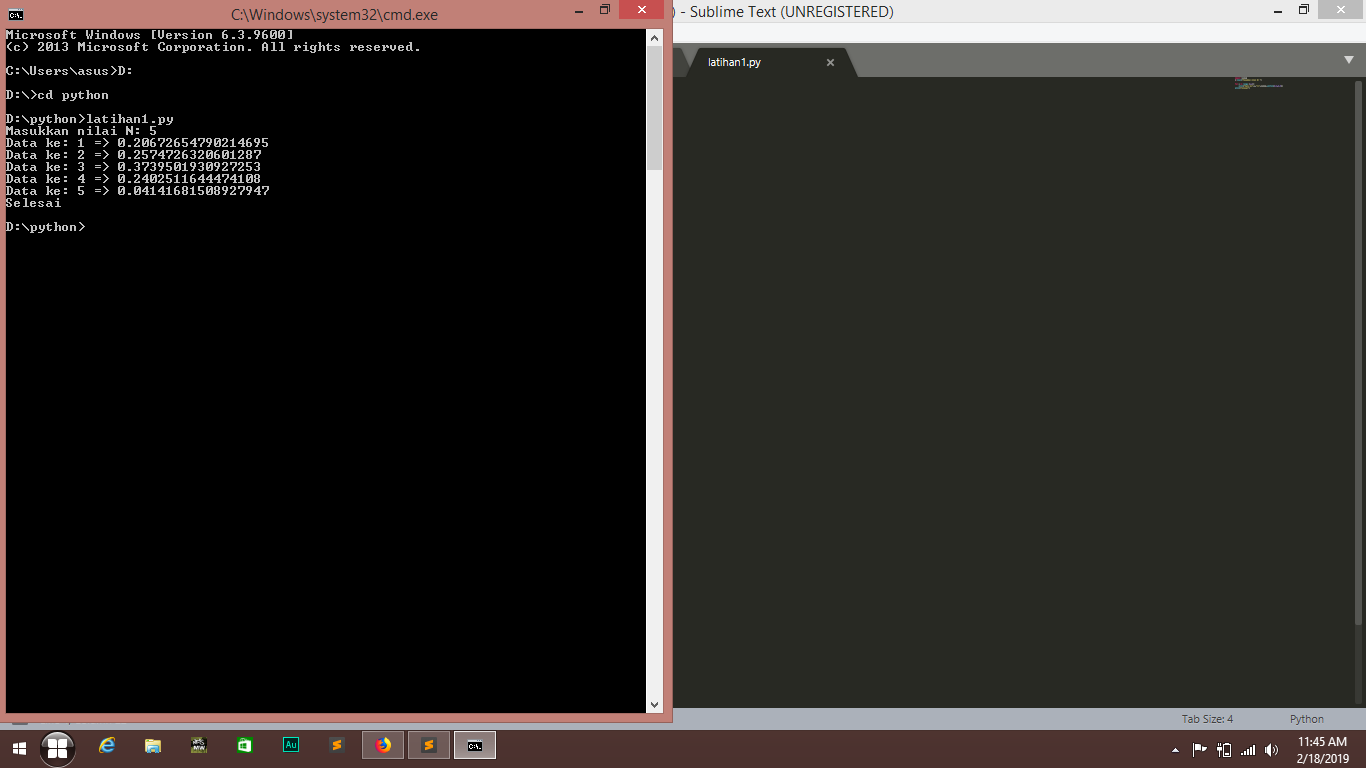 C:\Windows\system32\cmd.exe
) - Sublime Text (UNREGISTERED)
Microsoft Windows [Version 6.3.9600]
(c) 2013 Microsoft Corporation. All rights reserved.
C:\Users\asus>D:
D:\>cd python
D:\python>latihan1.py
Masukkan nilai N: 5
Data ke: 1 => 0.20672654790214695
Data ke: 2 => 0.2574726320601287
Data ke: 3 => 0.3739501930927253
Data ke: 4 => 0.2402511644474108
Data ke: 5 => 0.04141681508927947
Selesai
D:\python>
latihan1.py
Tab Size: 4
Python
Au
11:45 AM
2/18/2019